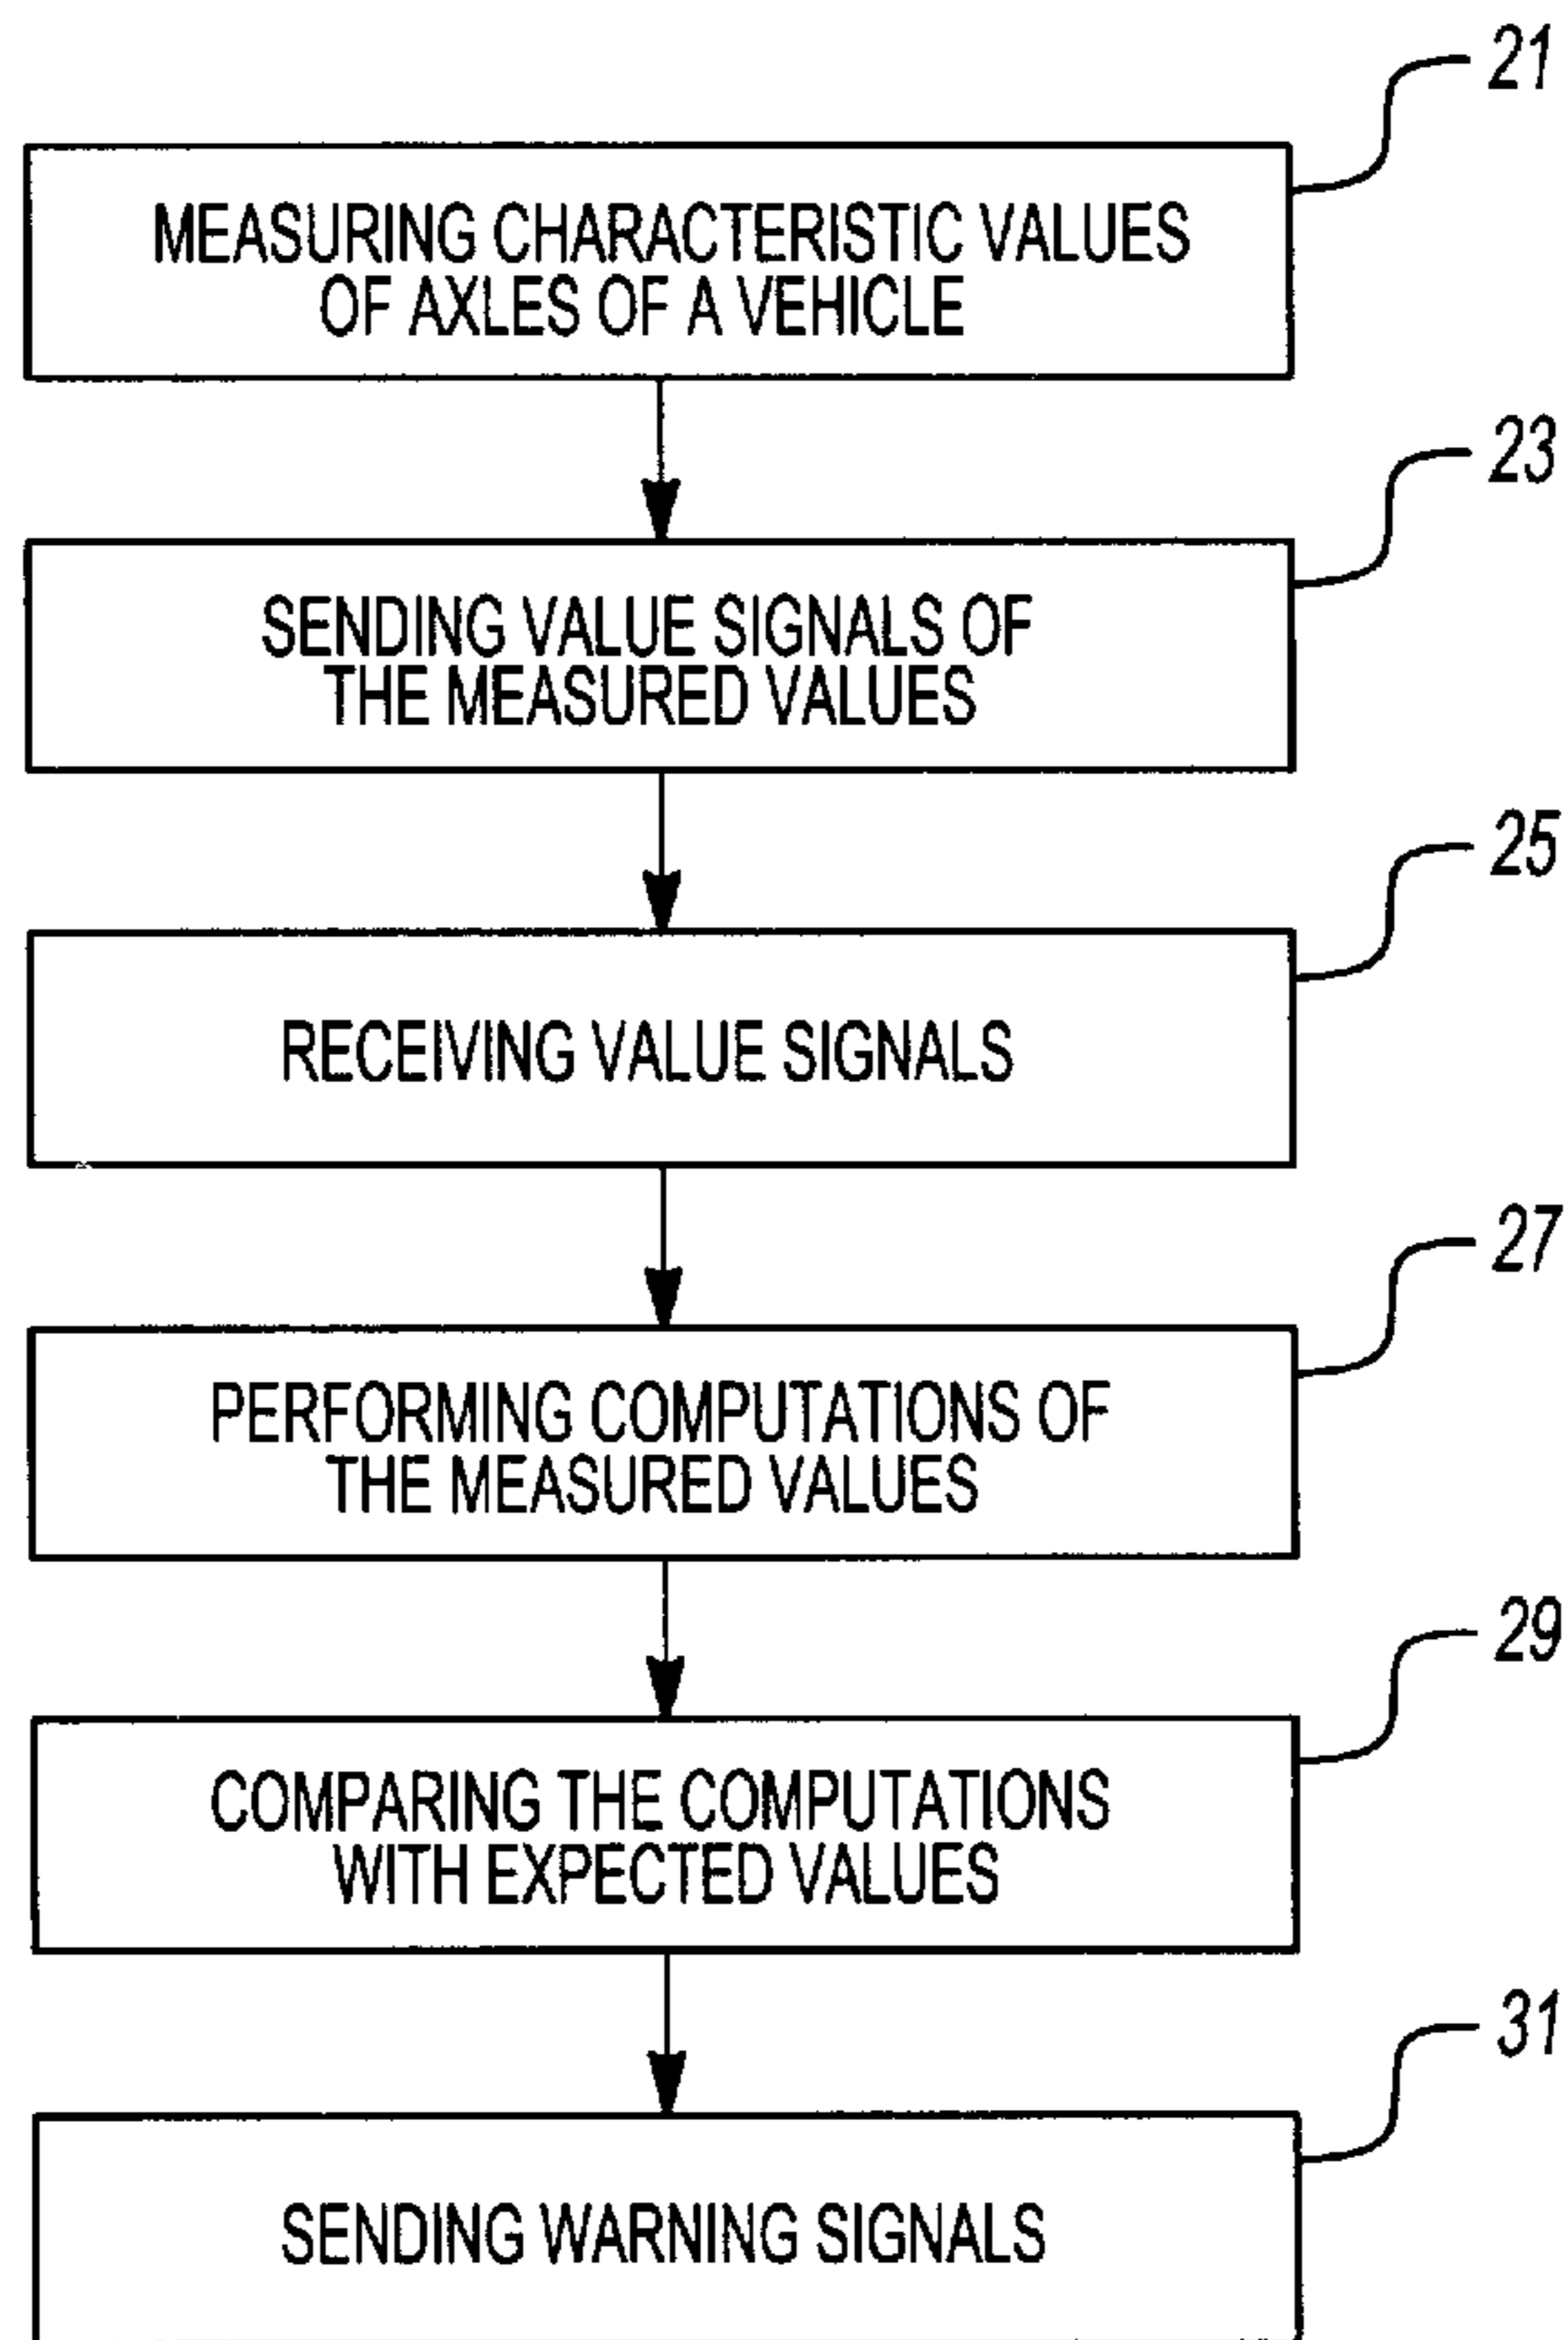 21
MEASURING CHARACTERISTIC VALUES
OF AXLES OF A VEHICLE
23
SENDING VALUE SIGNALS OF
THE MEASURED VALUES
25
RECEIVING VALUE SIGNALS
27
PERFORMING COMPUTATIONS OF
THE MEASURED VALUES
29
COMPARING THE COMPUTATIONS
WITH EXPECTED VALUES
31
SENDING WARNING SIGNALS